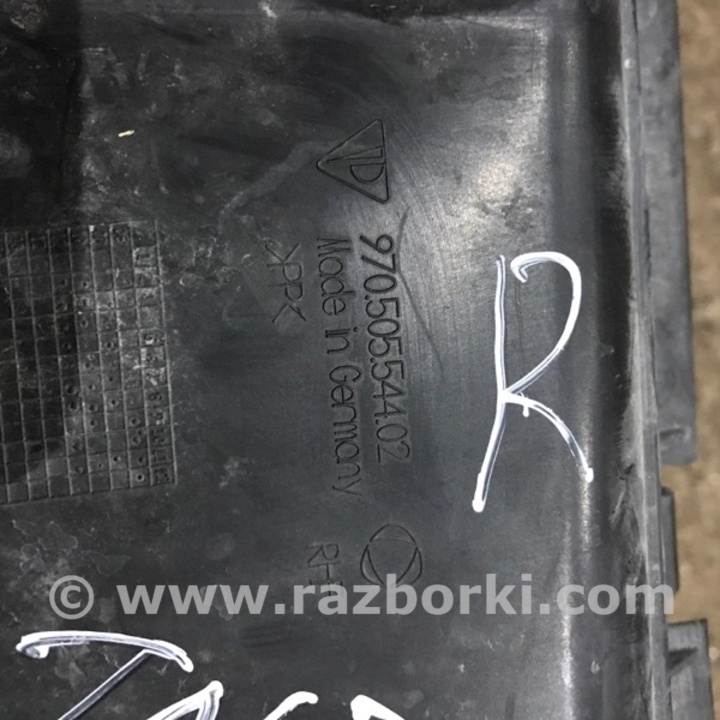 970.505.544.02
Made in Germany
>PP<
RH
R
© www.razborki.com